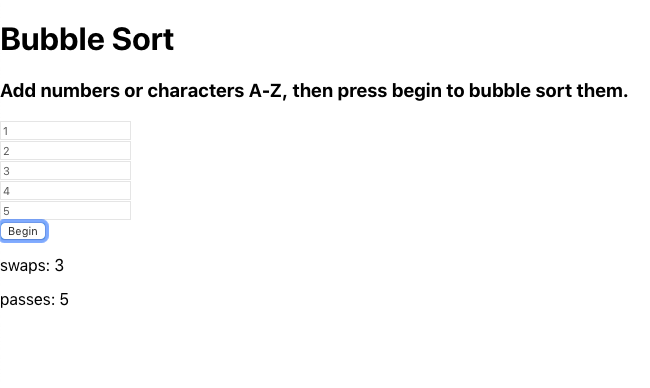 Bubble Sort
Add numbers or characters A-Z, then press begin to bubble sort them.
1
2
3
4
5
Begin
swaps: 3
passes: 5